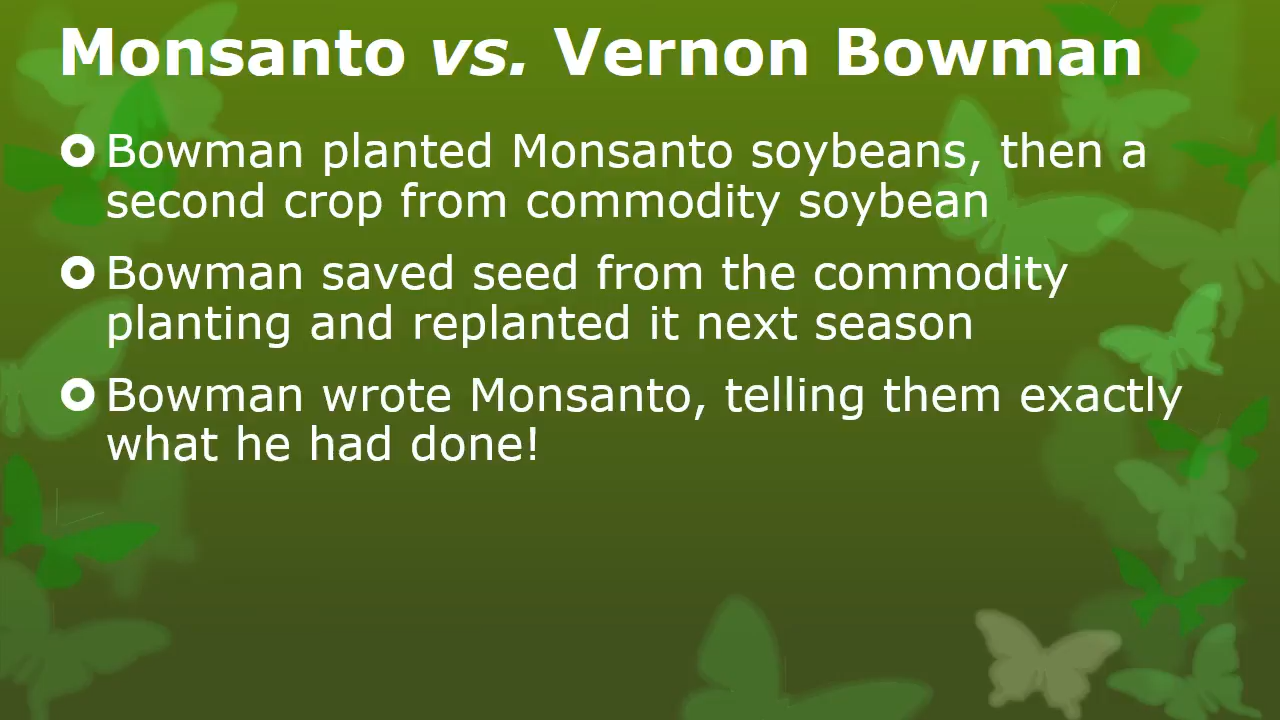 Monsanto vs. Vernon Bowman
Bowman planted Monsanto soybeans, then a
second crop from commodity soybean
Bowman saved seed from the commodity
planting and replanted it next season
Bowman wrote Monsanto, telling them exactly
what he had done!